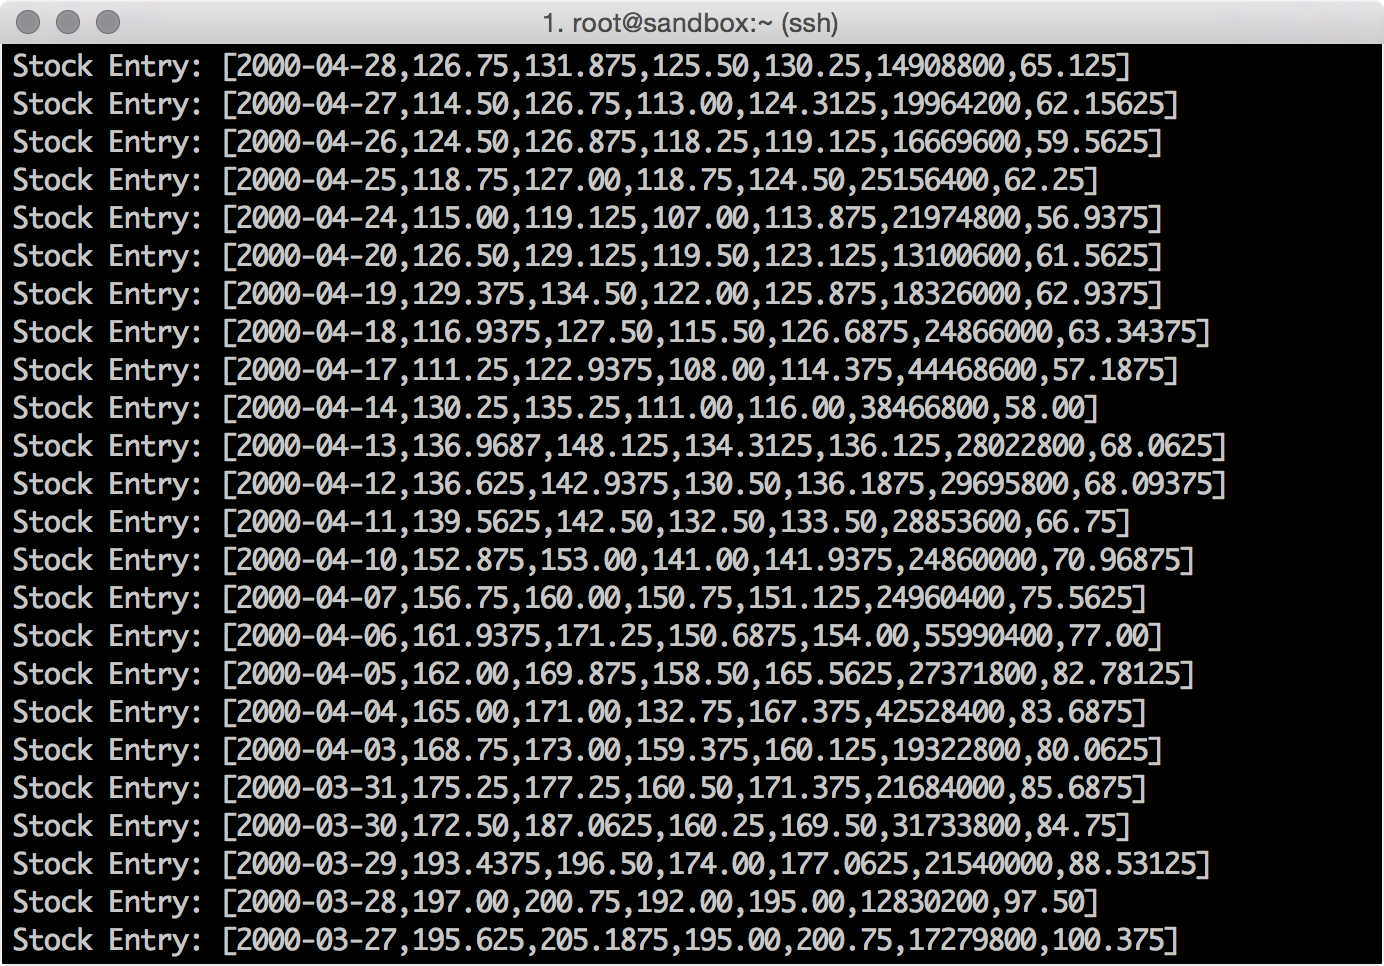 1. root@sandbox:~ (ssh)
Stock Entry: [2000-04-28,126.75,131.875,125.50,130.25,14908800,65.125]
Stock Entry: [2000-04-27,114.50,126.75,113.00,124.3125,19964200,62.15625]
Stock Entry: [2000-04-26,124.50,126.875,118.25,119.125,16669600,59.5625]
Stock Entry: [2000-04-25,118.75,127.00,118.75,124.50,25156400,62.25]
Stock Entry: [2000-04-24,115.00,119.125,107.00,113.875,21974800,56.9375]
Stock Entry: [2000-04-20,126.50,129.125,119.50,123.125,13100600,61.5625]
Stock Entry: [2000-04-19,129.375,134.50,122.00,125.875,18326000,62.9375]
Stock Entry: [2000-04-18,116.9375,127.50,115.50,126.6875,24866000,63.34375]
Stock Entry: [2000-04-17,111.25,122.9375,108.00,114.375,44468600,57.1875]
Stock Entry: [2000-04-14,130.25,135.25,111.00,116.00,38466800,58.00]
Stock Entry: [2000-04-13,136.9687,148.125,134.3125,136.125,28022800,68.0625]
Stock Entry: [2000-04-12,136.625,142.9375,130.50,136.1875,29695800,68.09375]
Stock Entry: [2000-04-11,139.5625,142.50,132.50,133.50,28853600,66.75]
Stock Entry: [2000-04-10,152.875,153.00,141.00,141.9375,24860000,70.96875]
Stock Entry: [2000-04-07,156.75,160.00,150.75,151.125,24960400,75.5625]
Stock Entry: [2000-04-06,161.9375,171.25,150.6875,154.00,55990400,77.00]
Stock Entry: [2000-04-05,162.00,169.875,158.50,165.5625,27371800,82.78125]
Stock Entry: [2000-04-04,165.00,171.00,132.75,167.375,42528400,83.6875]
Stock Entry: [2000-04-03,168.75,173.00,159.375,160.125,19322800,80.0625]
Stock Entry: [2000-03-31,175.25,177.25,160.50,171.375,21684000,85.6875]
Stock Entry: [2000-03-30,172.50,187.0625,160.25,169.50,31733800,84.75]
Stock Entry: [2000-03-29,193.4375,196.50,174.00,177.0625,21540000,88.53125]
Stock Entry: [2000-03-28,197.00,200.75,192.00,195.00,12830200,97.50]
Stock Entry: [2000-03-27,195.625,205.1875,195.00,200.75,17279800,100.375]